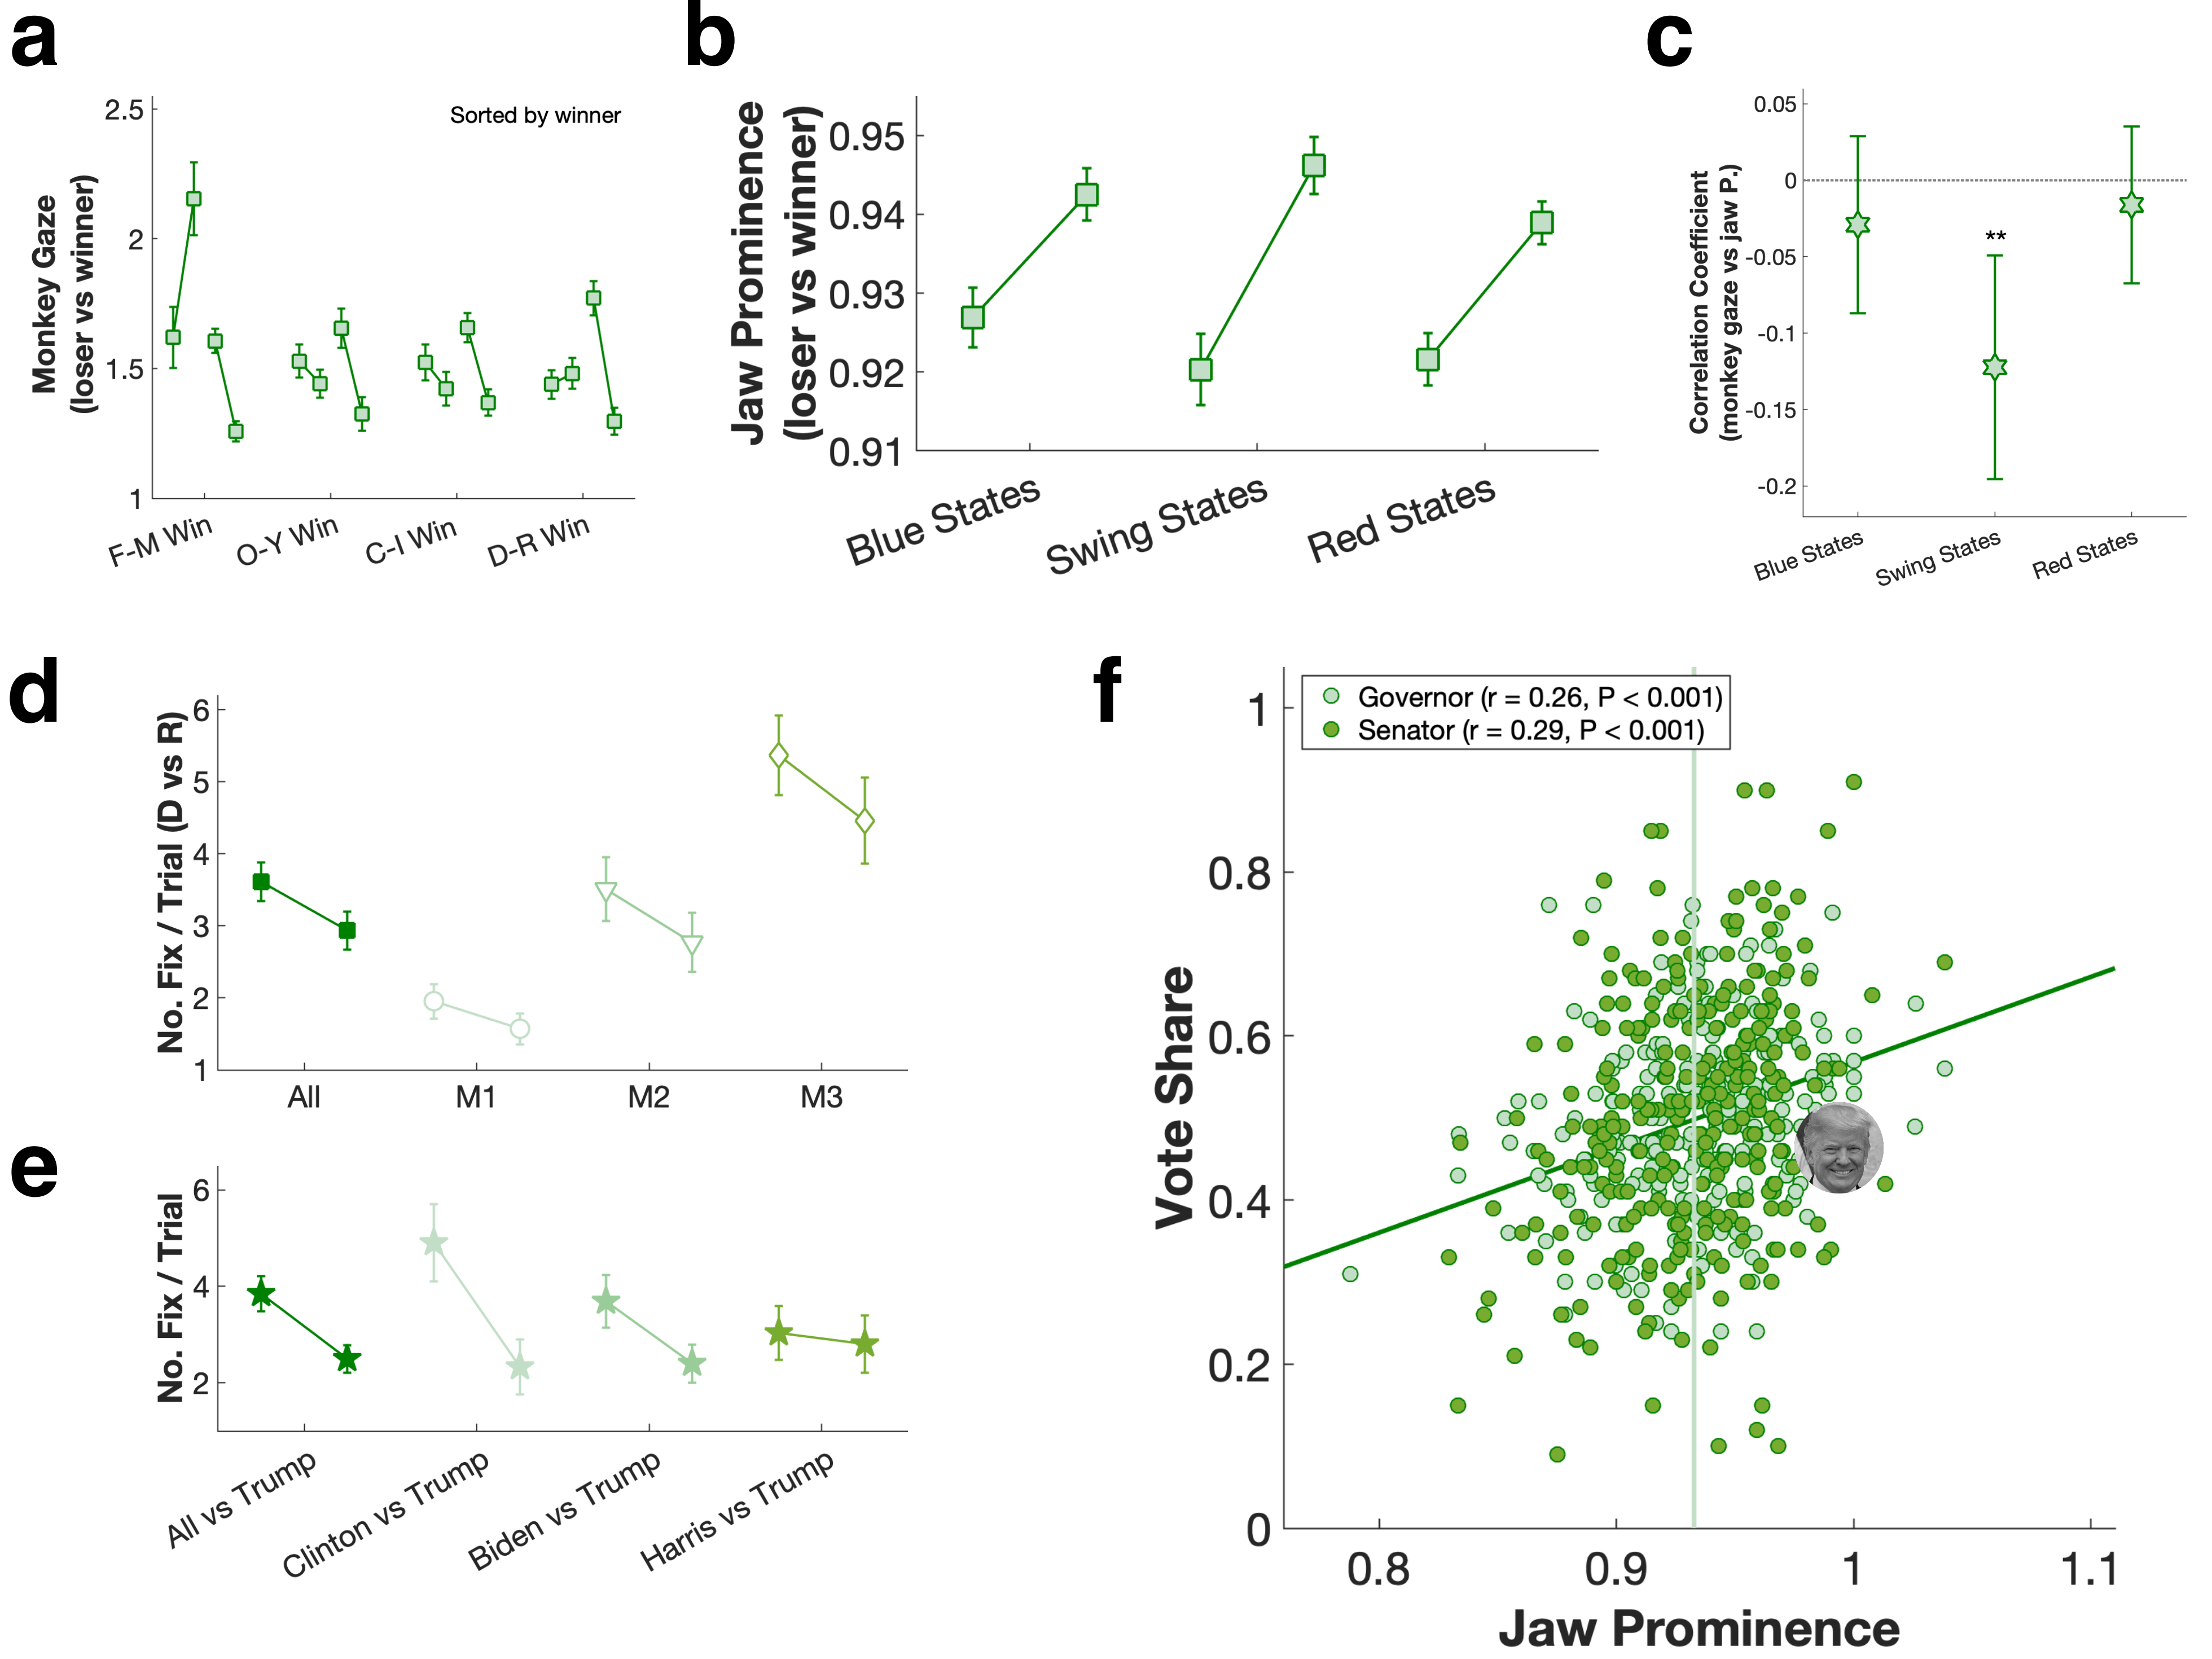 a
2.5
2
1.5
1
Monkey Gaze
(loser vs winner)
Sorted by winner
F-M Win
O-Y Win
C-I Win
D-R Win
b
0.95
0.94
0.93
0.92
0.91
Jaw Prominence
(loser vs winner)
Blue States
Swing States
Red States
c
0.05
0
-0.05
-0.1
-0.15
-0.2
Correlation Coefficient
(monkey gaze vs jaw P.)
**
Blue States
Swing States
Red States
d
6
5
4
3
2
1
No. Fix / Trial (D vs R)
All
M1
M2
M3
e
6
4
2
No. Fix / Trial
All vs Trump
Clinton vs Trump
Biden vs Trump
Harris vs Trump
f
1
0.8
0.6
0.4
0.2
0
Vote Share
Governor (r = 0.26, P < 0.001)
Senator (r = 0.29, P < 0.001)
0.8
0.9
1
1.1
Jaw Prominence